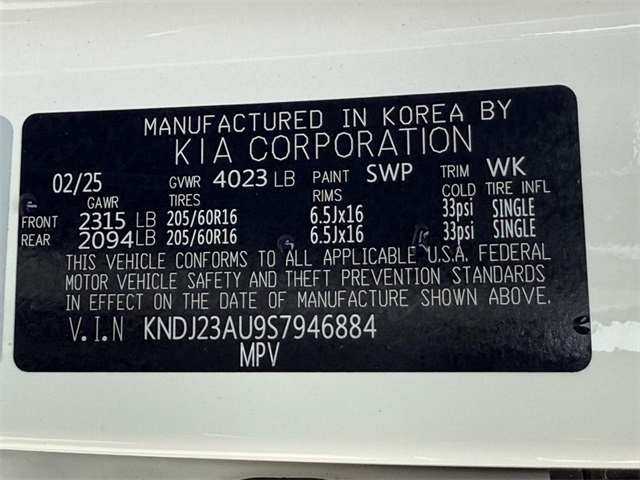 MANUFACTURED IN KOREA BY
KIA CORPORATION
02/25 GVWR 4023 LB PAINT SWP TRIM WK
GAWR TIRES RIMS COLD TIRE INFL
FRONT 2315 LB 205/60R16 6.5Jx16 33psi SINGLE
REAR 2094 LB 205/60R16 6.5Jx16 33psi SINGLE
THIS VEHICLE CONFORMS TO ALL APPLICABLE U.S.A. FEDERAL
MOTOR VEHICLE SAFETY AND THEFT PREVENTION STANDARDS
IN EFFECT ON THE DATE OF MANUFACTURE SHOWN ABOVE.
V.I.N KNDJ23AU9S7946884
MPV